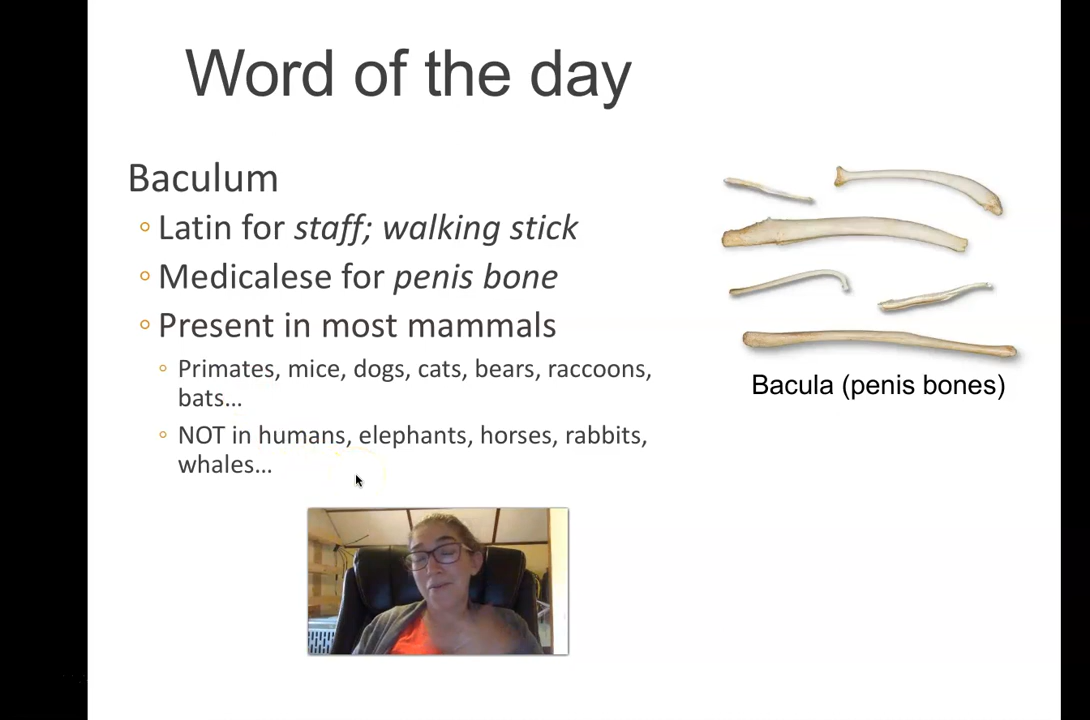 Word of the day
Baculum
◦ Latin for staff; walking stick
◦ Medicalese for penis bone
◦ Present in most mammals
◦ Primates, mice, dogs, cats, bears, raccoons,
bats…
◦ NOT in humans, elephants, horses, rabbits,
whales…
Bacula (penis bones)